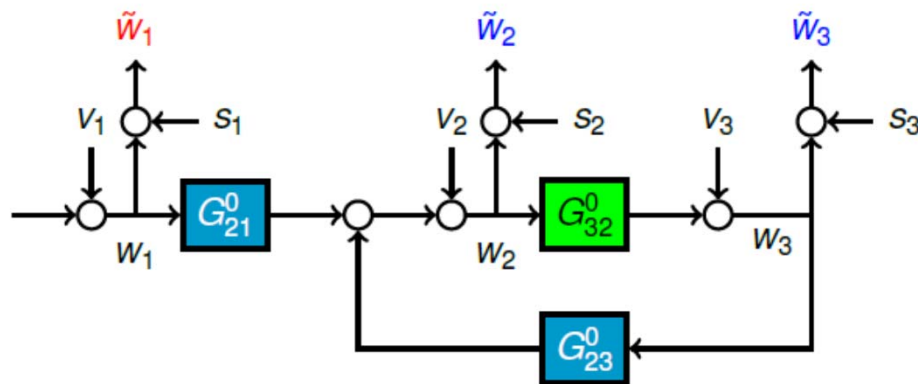 w̃₁ w̃₂ w̃₃
v₁ s₁ v₂ s₂ v₃ s₃
G⁰₂₁ G⁰₃₂
w₁ w₂ w₃
G⁰₂₃